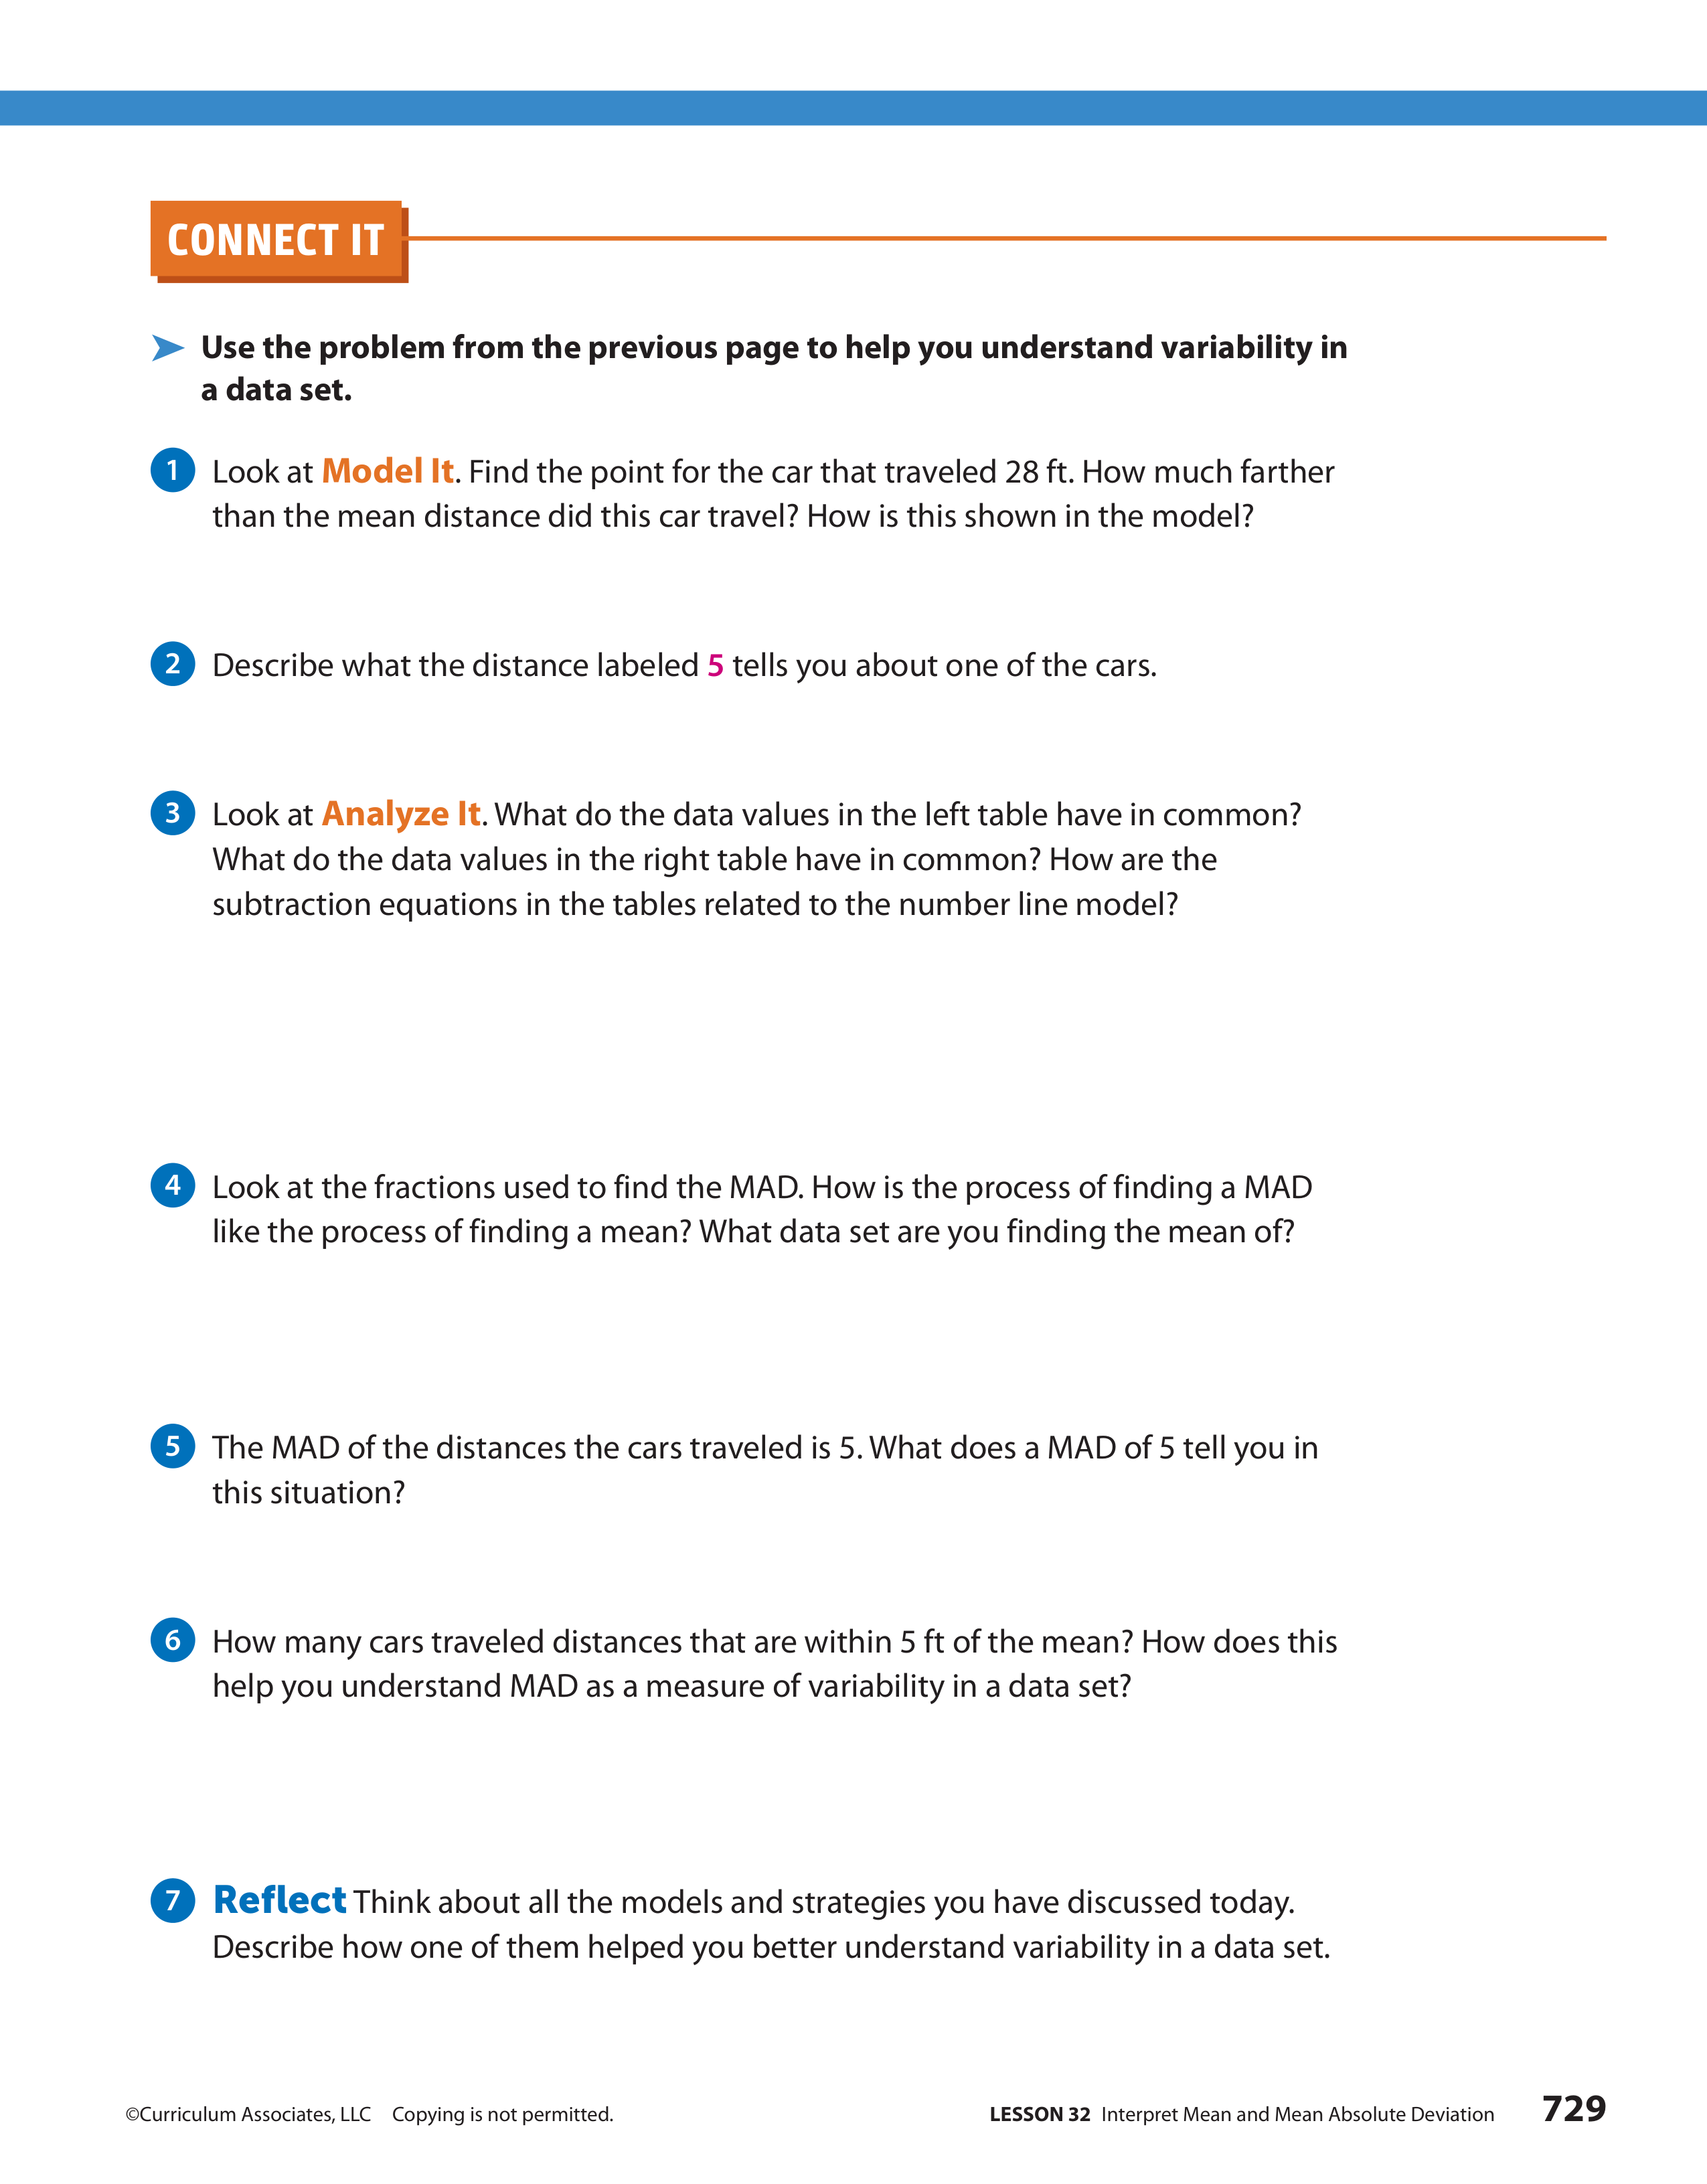 CONNECT IT
Use the problem from the previous page to help you understand variability in
a data set.
1 Look at Model It. Find the point for the car that traveled 28 ft. How much farther
than the mean distance did this car travel? How is this shown in the model?
2 Describe what the distance labeled 5 tells you about one of the cars.
3 Look at Analyze It. What do the data values in the left table have in common?
What do the data values in the right table have in common? How are the
subtraction equations in the tables related to the number line model?
4 Look at the fractions used to find the MAD. How is the process of finding a MAD
like the process of finding a mean? What data set are you finding the mean of?
5 The MAD of the distances the cars traveled is 5. What does a MAD of 5 tell you in
this situation?
6 How many cars traveled distances that are within 5 ft of the mean? How does this
help you understand MAD as a measure of variability in a data set?
7 Reflect Think about all the models and strategies you have discussed today.
Describe how one of them helped you better understand variability in a data set.
©Curriculum Associates, LLC Copying is not permitted.
LESSON 32 Interpret Mean and Mean Absolute Deviation 729